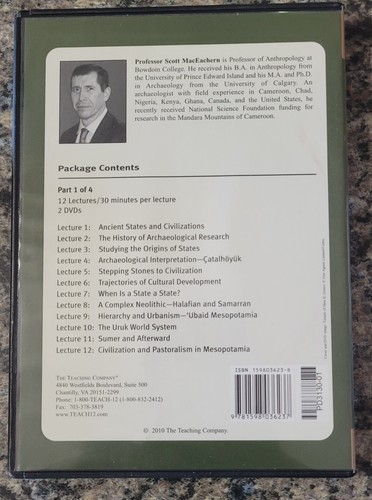 Professor Scott MacEachern is Professor of Anthropology at
Bowdoin College. He received his B.A. in Anthropology from
the University of Prince Edward Island and his M.A. and Ph.D.
in Archaeology from the University of Calgary. An
archaeologist with field experience in Cameroon, Chad,
Nigeria, Kenya, Ghana, Canada, and the United States, he
recently received National Science Foundation funding for
research in the Mandara Mountains of Cameroon.
Package Contents
Part 1 of 4
12 Lectures/30 minutes per lecture
2 DVDs
Lecture 1: Ancient States and Civilizations
Lecture 2: The History of Archaeological Research
Lecture 3: Studying the Origins of States
Lecture 4: Archaeological Interpretation—Çatalhöyük
Lecture 5: Stepping Stones to Civilization
Lecture 6: Trajectories of Cultural Development
Lecture 7: When Is a State a State?
Lecture 8: A Complex Neolithic—Halafian and Samarran
Lecture 9: Hierarchy and Urbanism—'Ubaid Mesopotamia
Lecture 10: The Uruk World System
Lecture 11: Sumer and Afterward
Lecture 12: Civilization and Pastoralism in Mesopotamia
THE TEACHING COMPANY®
4840 Westfields Boulevard, Suite 500
Chantilly, VA 20151-2299
Phone: 1-800-TEACH-12 (1-800-832-2412)
Fax: 703-378-3819
WWW.TEACH12.COM
ISBN 159803623-6
9 781598 036237
PD3130-01
© 2010 The Teaching Company.